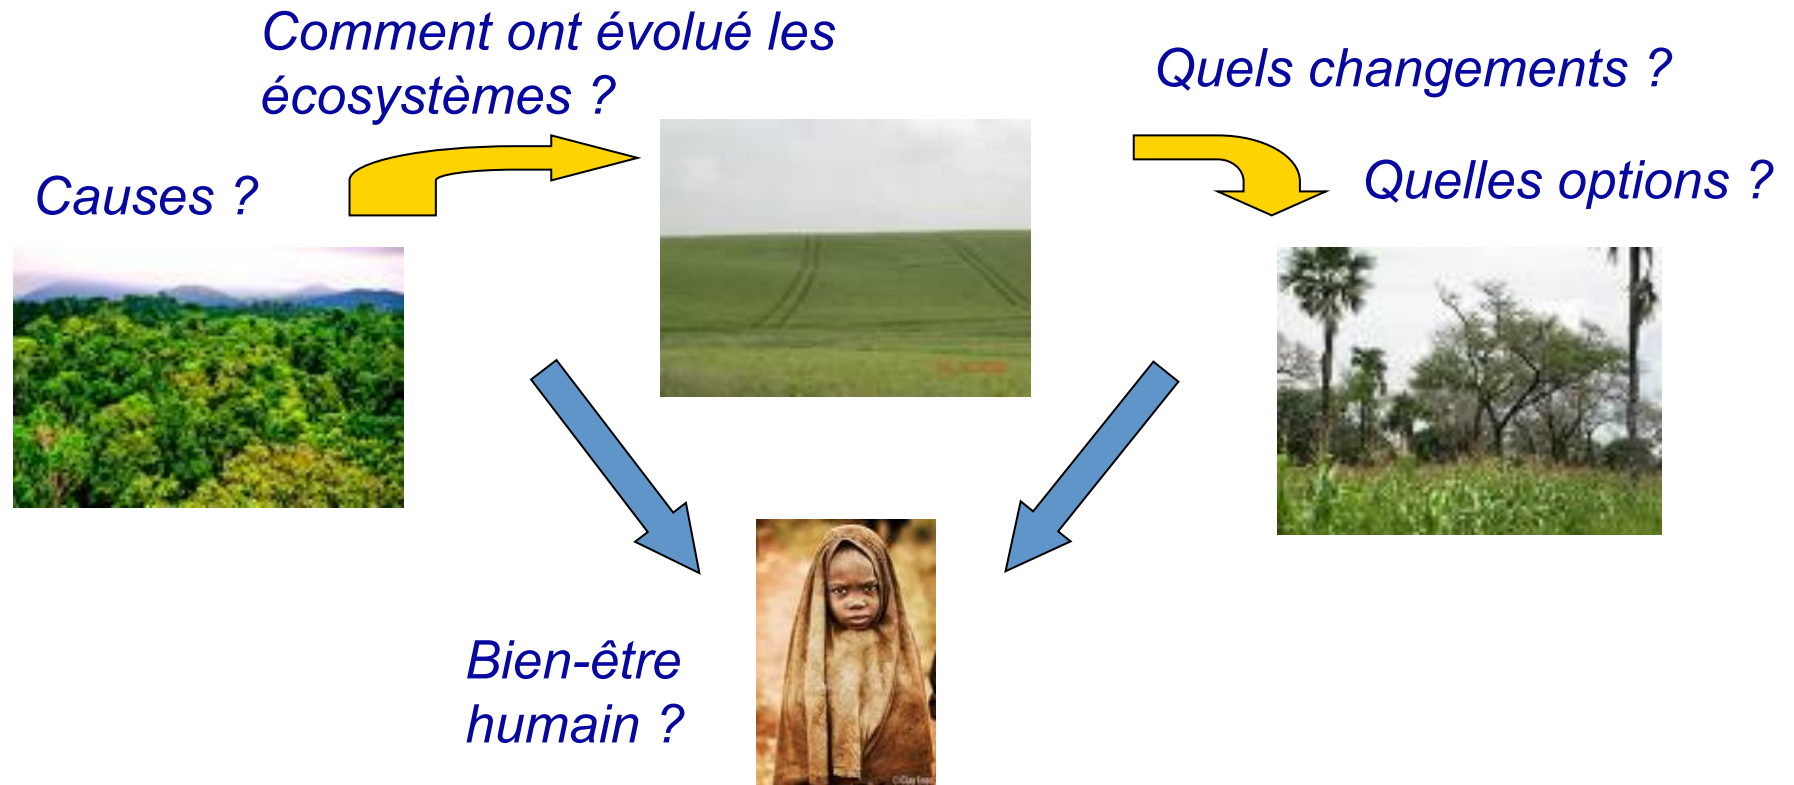 Comment ont évolué les
écosystèmes ?
Quels changements ?
Causes ?
Quelles options ?
Bien-être
humain ?